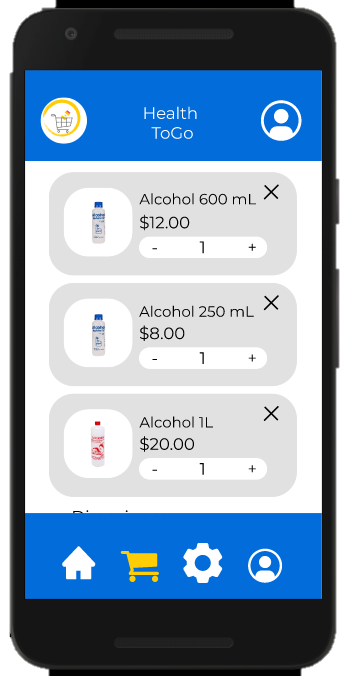 Health
ToGo
Alcohol 600 mL
$12.00
- 1 +
Alcohol 250 mL
$8.00
- 1 +
Alcohol 1L
$20.00
- 1 +